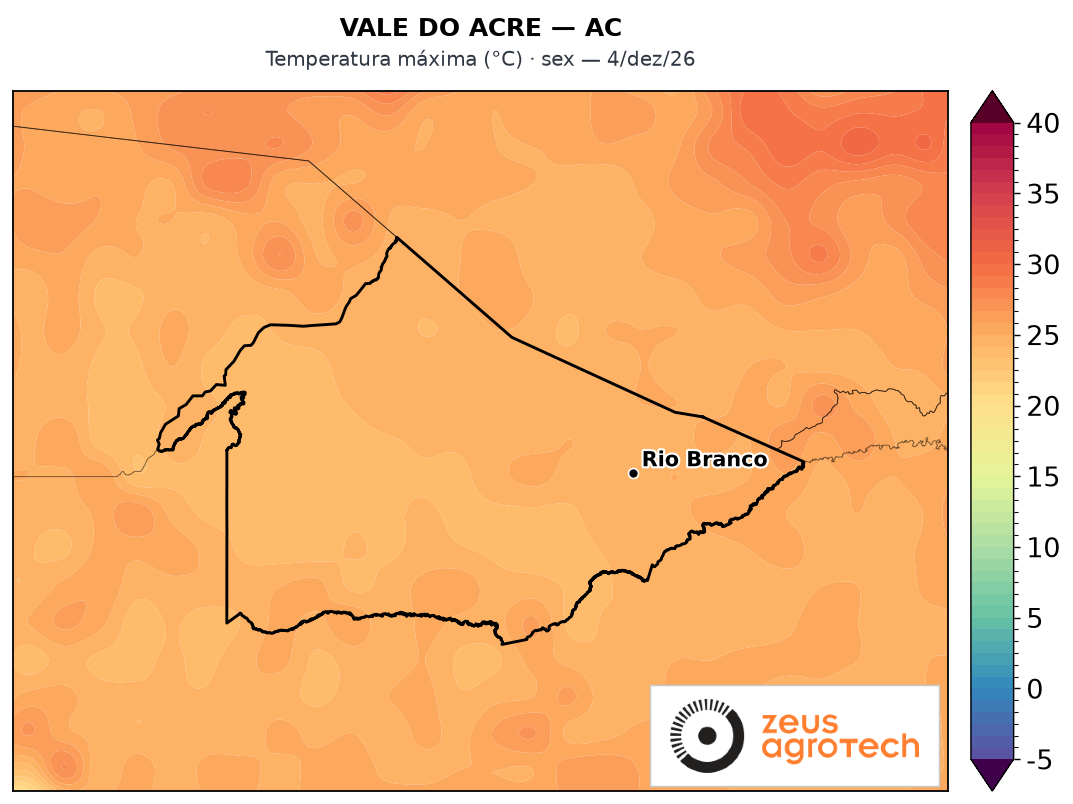 VALE DO ACRE — AC
Temperatura máxima (°C) · sex — 4/dez/26
40
35
30
25
20
15
10
5
0
-5
Rio Branco
zeus
agrotech